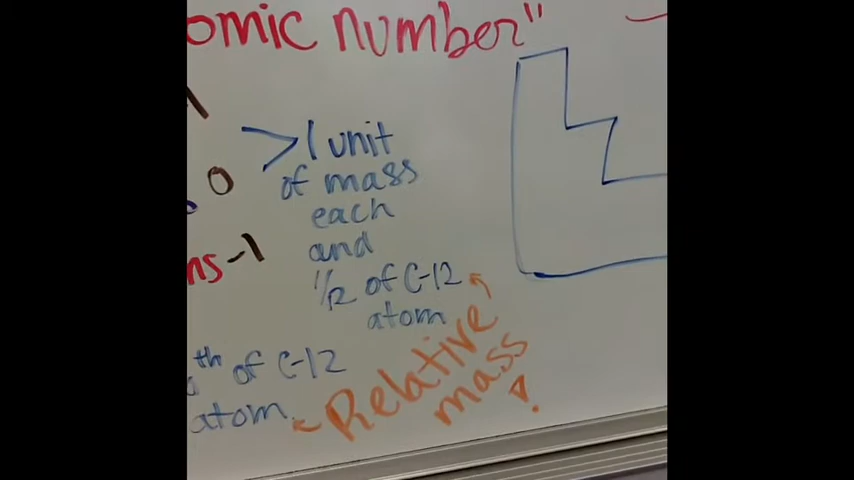 omic number"
1
> 1 unit
of mass
each
and
1/12 of C-12
atom
0
ns -1
th of C-12
atom
Relative
mass!